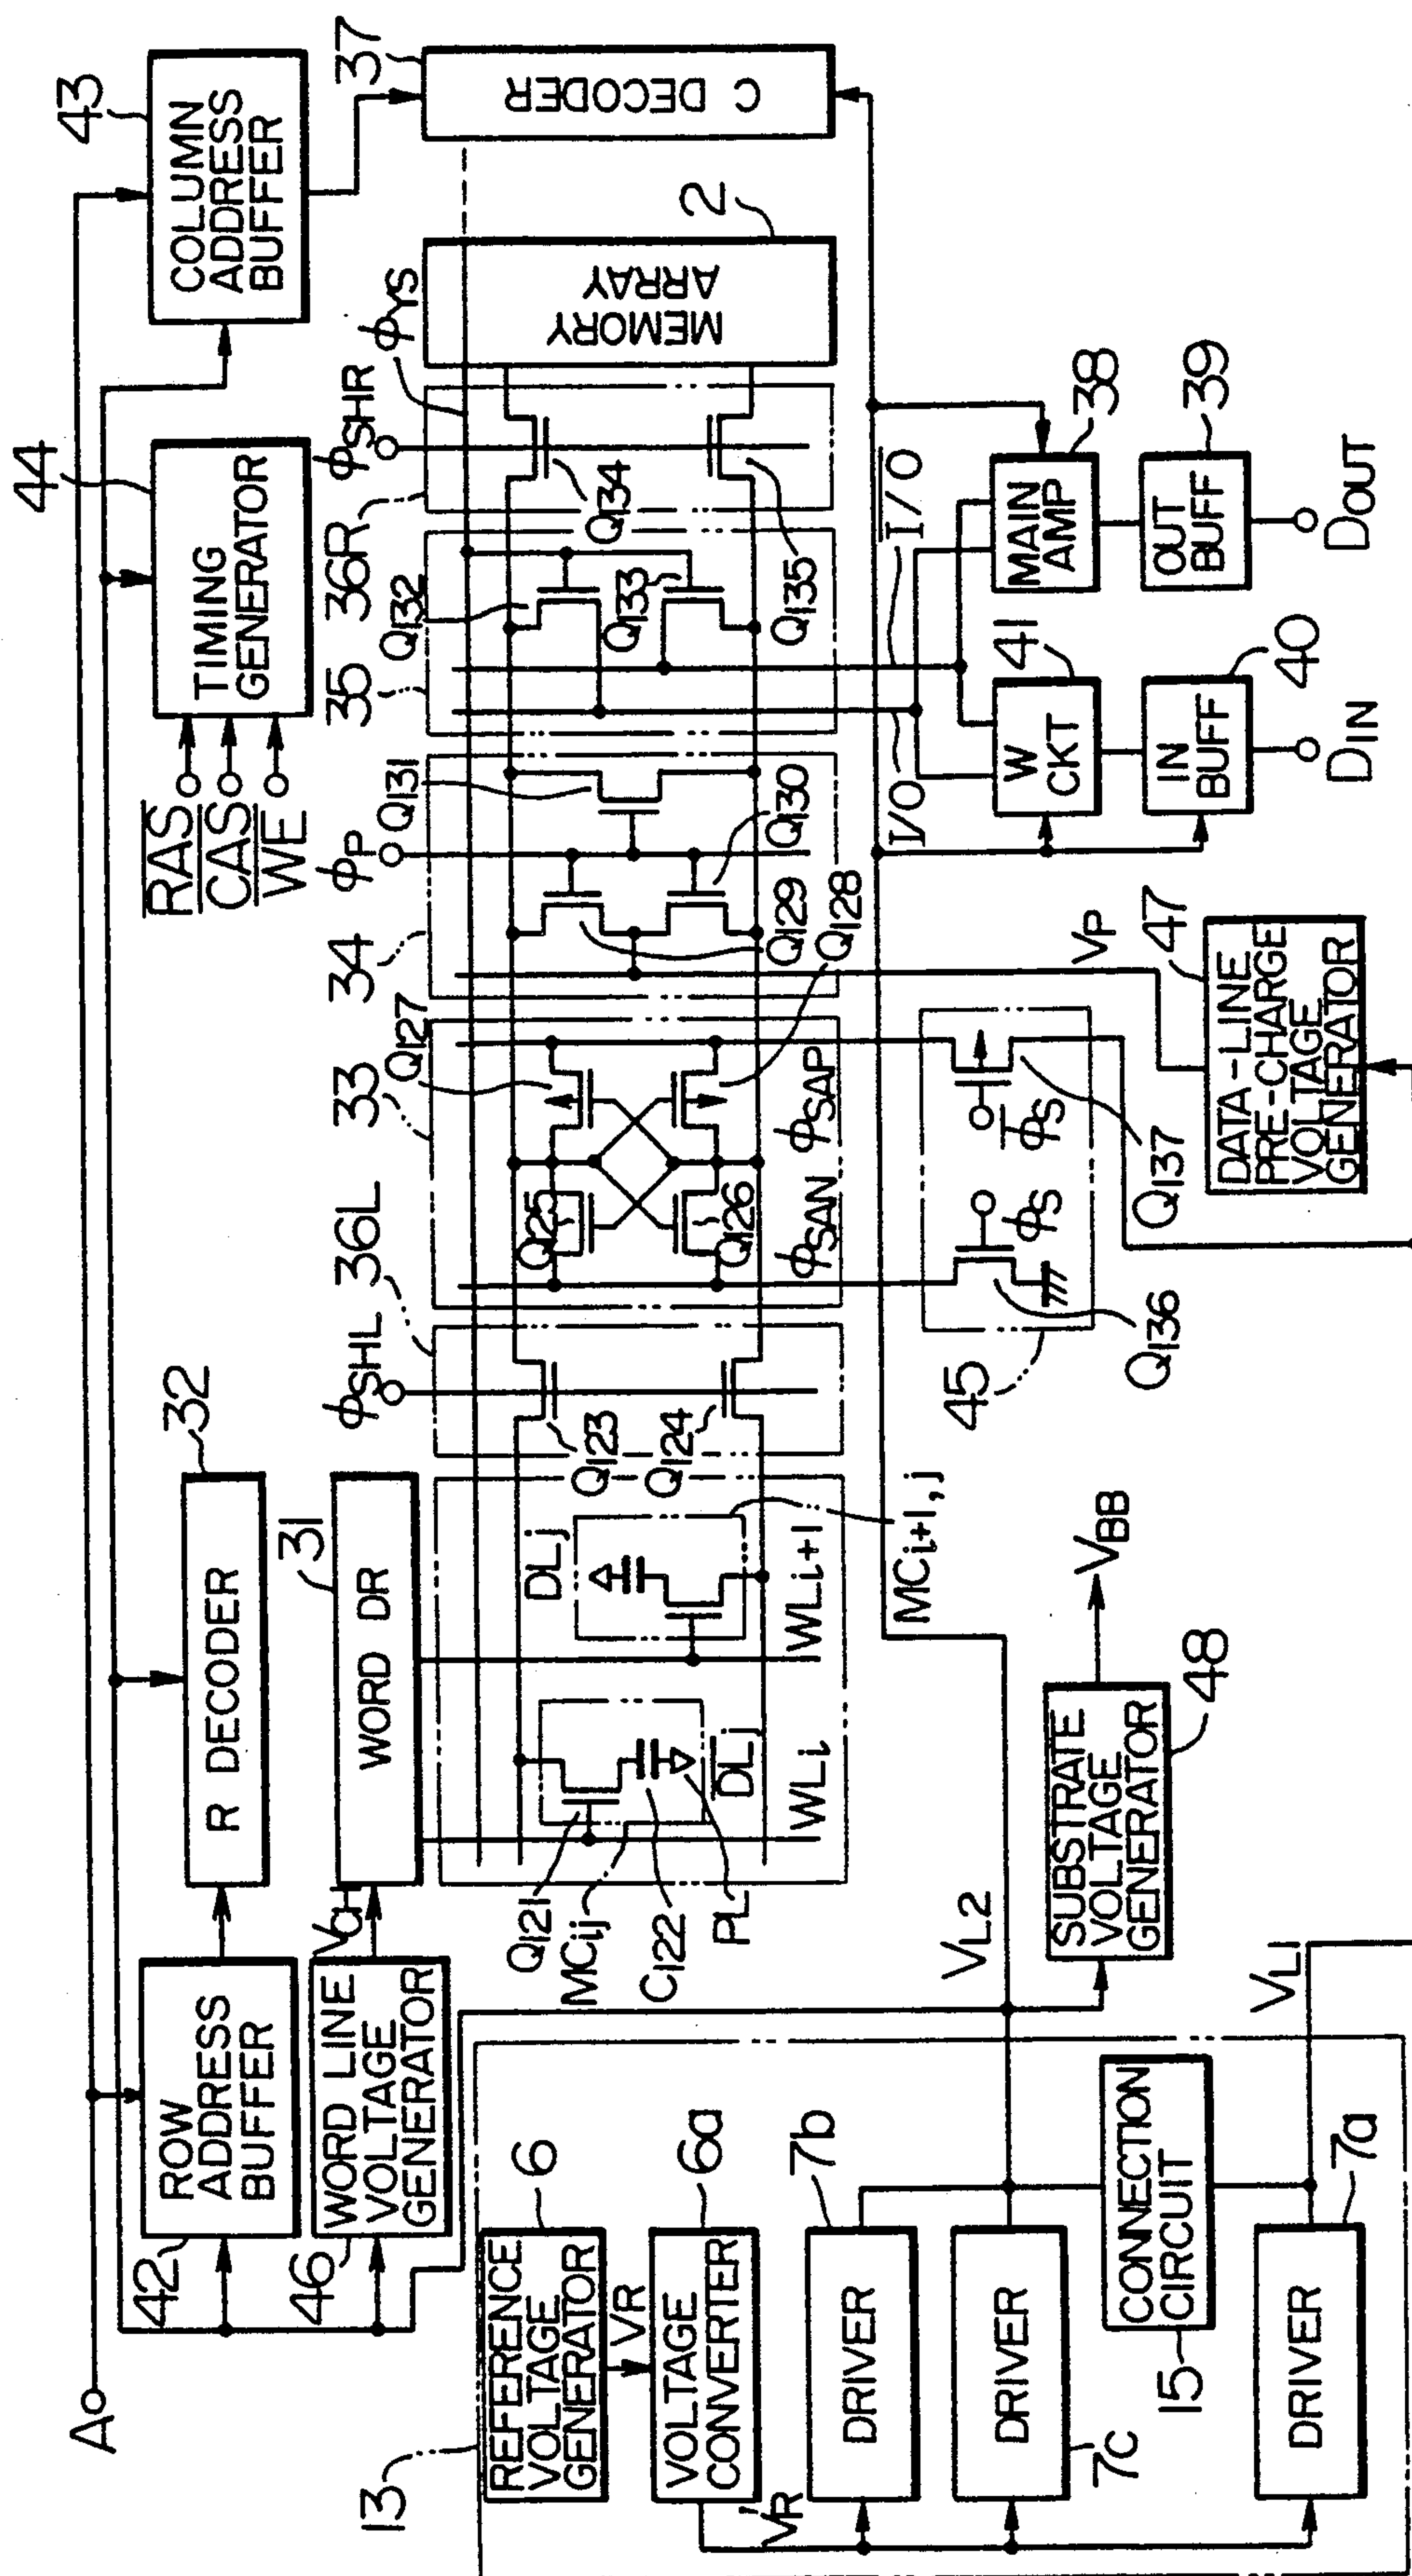 A
42
ROW
ADDRESS
BUFFER
R DECODER
32
44
TIMING
GENERATOR
43
COLUMN
ADDRESS
BUFFER
R̅A̅S̅
C̅A̅S̅
W̅E̅
46
WORD LINE
VOLTAGE
GENERATOR
VCH
WORD DR
31
37
C DECODER
36L
φSHL
33
34
φP
35
36R
φSHR
φYS
MEMORY
ARRAY
2
Q121
MCij
C122
PL
DLj
D̅L̅j
WLi
WLi+1
MCi+1,j
Q123
Q124
Q125
Q126
Q127
Q128
φSAN
φSAP
Q129
Q130
Q131
Q132
Q133
Q134
Q135
45
Q136
φS
φ̅S
Q137
VP
47
DATA-LINE
PRE-CHARGE
VOLTAGE
GENERATOR
I/O
I̅/̅O̅
W
CKT
41
IN
BUFF
40
DIN
MAIN
AMP
38
OUT
BUFF
39
DOUT
13
REFERENCE
VOLTAGE
GENERATOR
6
VR
VOLTAGE
CONVERTER
6a
VR'
DRIVER
7b
DRIVER
7c
CONNECTION
CIRCUIT
15
DRIVER
7a
VL2
VL1
SUBSTRATE
VOLTAGE
GENERATOR
48
VBB